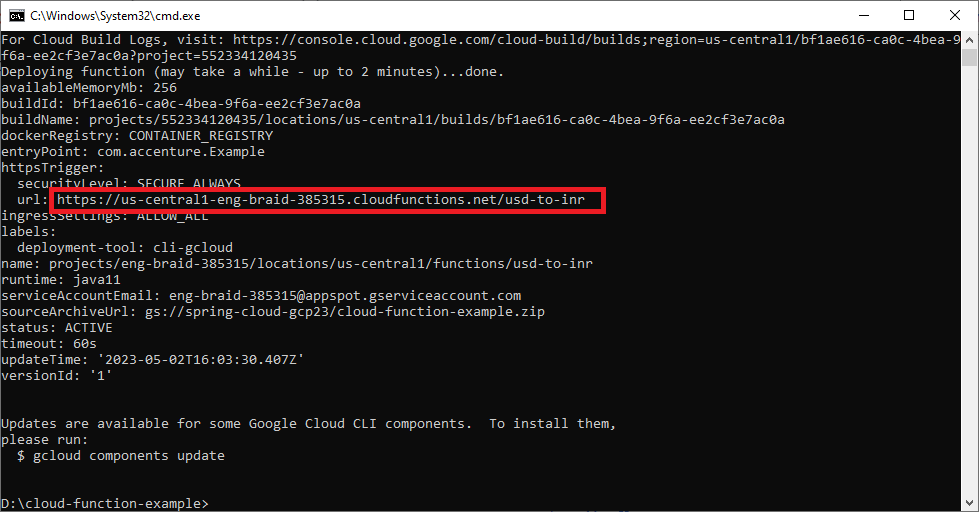 C:\Windows\System32\cmd.exe
For Cloud Build Logs, visit: https://console.cloud.google.com/cloud-build/builds;region=us-central1/bf1ae616-ca0c-4bea-9
f6a-ee2cf3e7ac0a?project=552334120435
Deploying function (may take a while - up to 2 minutes)...done.
availableMemoryMb: 256
buildId: bf1ae616-ca0c-4bea-9f6a-ee2cf3e7ac0a
buildName: projects/552334120435/locations/us-central1/builds/bf1ae616-ca0c-4bea-9f6a-ee2cf3e7ac0a
dockerRegistry: CONTAINER_REGISTRY
entryPoint: com.accenture.Example
httpsTrigger:
  securityLevel: SECURE_ALWAYS
  url: https://us-central1-eng-braid-385315.cloudfunctions.net/usd-to-inr
ingressSettings: ALLOW_ALL
labels:
  deployment-tool: cli-gcloud
name: projects/eng-braid-385315/locations/us-central1/functions/usd-to-inr
runtime: java11
serviceAccountEmail: eng-braid-385315@appspot.gserviceaccount.com
sourceArchiveUrl: gs://spring-cloud-gcp23/cloud-function-example.zip
status: ACTIVE
timeout: 60s
updateTime: '2023-05-02T16:03:30.407Z'
versionId: '1'
Updates are available for some Google Cloud CLI components.  To install them,
please run:
  $ gcloud components update
D:\cloud-function-example>